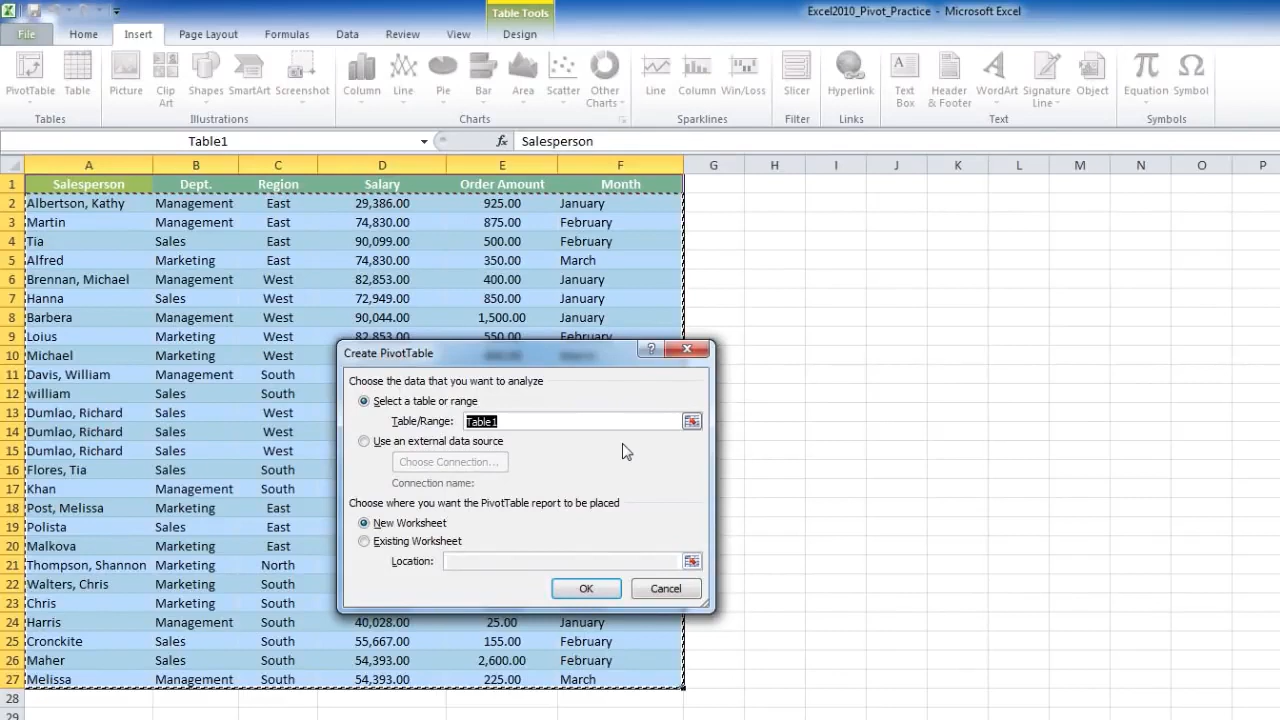 Table Tools
Excel2010_Pivot_Practice - Microsoft Excel
File Home Insert Page Layout Formulas Data Review View Design
PivotTable Table Picture Clip Art Shapes SmartArt Screenshot Column Line Pie Bar Area Scatter Other Charts Line Column Win/Loss Slicer Hyperlink Text Box Header & Footer WordArt Signature Line Object Equation Symbol
Tables Illustrations Charts Sparklines Filter Links Text Symbols
Table1 fx Salesperson
A B C D E F G H I J K L M N O P
1 Salesperson Dept. Region Salary Order Amount Month
2 Albertson, Kathy Management East 29,386.00 925.00 January
3 Martin Management East 74,830.00 875.00 February
4 Tia Sales East 90,099.00 500.00 February
5 Alfred Marketing East 74,830.00 350.00 March
6 Brennan, Michael Management West 82,853.00 400.00 January
7 Hanna Sales West 72,949.00 850.00 January
8 Barbera Management West 90,044.00 1,500.00 January
9 Loius Marketing West 82,853.00 550.00 February
10 Michael Marketing West
11 Davis, William Management South
12 william Sales South
13 Dumlao, Richard Marketing West
14 Dumlao, Richard Marketing West
15 Dumlao, Richard Sales West
16 Flores, Tia Sales South
17 Khan Management South
18 Post, Melissa Marketing East
19 Polista Sales East
20 Malkova Marketing East
21 Thompson, Shannon Marketing North
22 Walters, Chris Marketing South
23 Chris Marketing South
24 Harris Management South 40,028.00 25.00 January
25 Cronckite Sales South 55,667.00 155.00 February
26 Maher Sales South 54,393.00 2,600.00 February
27 Melissa Management South 54,393.00 225.00 March
28
29
Create PivotTable
Choose the data that you want to analyze
Select a table or range
Table/Range: Table1
Use an external data source
Choose Connection...
Connection name:
Choose where you want the PivotTable report to be placed
New Worksheet
Existing Worksheet
Location:
OK Cancel